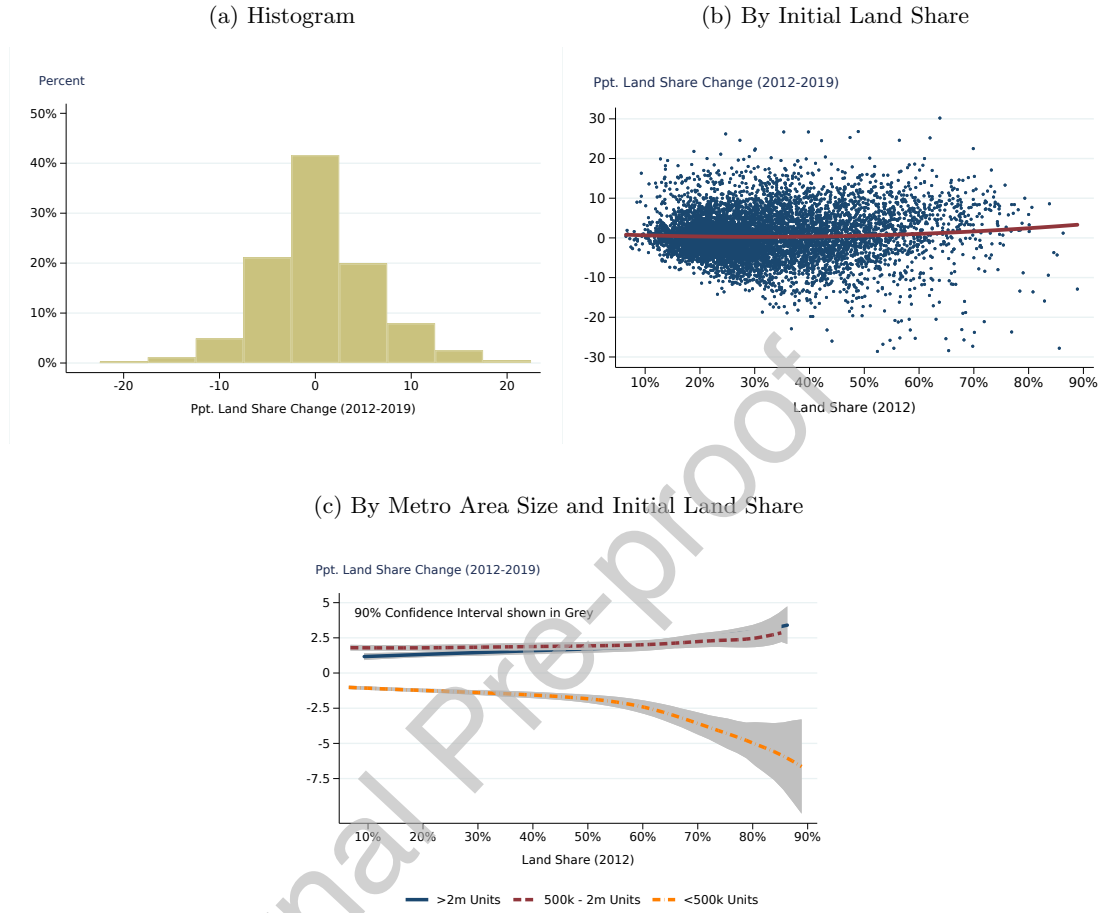 (a) Histogram
Percent
50%
40%
30%
20%
10%
0%
-20 -10 0 10 20
Ppt. Land Share Change (2012-2019)
(b) By Initial Land Share
Ppt. Land Share Change (2012-2019)
30
20
10
0
-10
-20
-30
10% 20% 30% 40% 50% 60% 70% 80% 90%
Land Share (2012)
(c) By Metro Area Size and Initial Land Share
Ppt. Land Share Change (2012-2019)
90% Confidence Interval shown in Grey
5
2.5
0
-2.5
-5
-7.5
10% 20% 30% 40% 50% 60% 70% 80% 90%
Land Share (2012)
>2m Units 500k - 2m Units <500k Units
nal Pre-proof